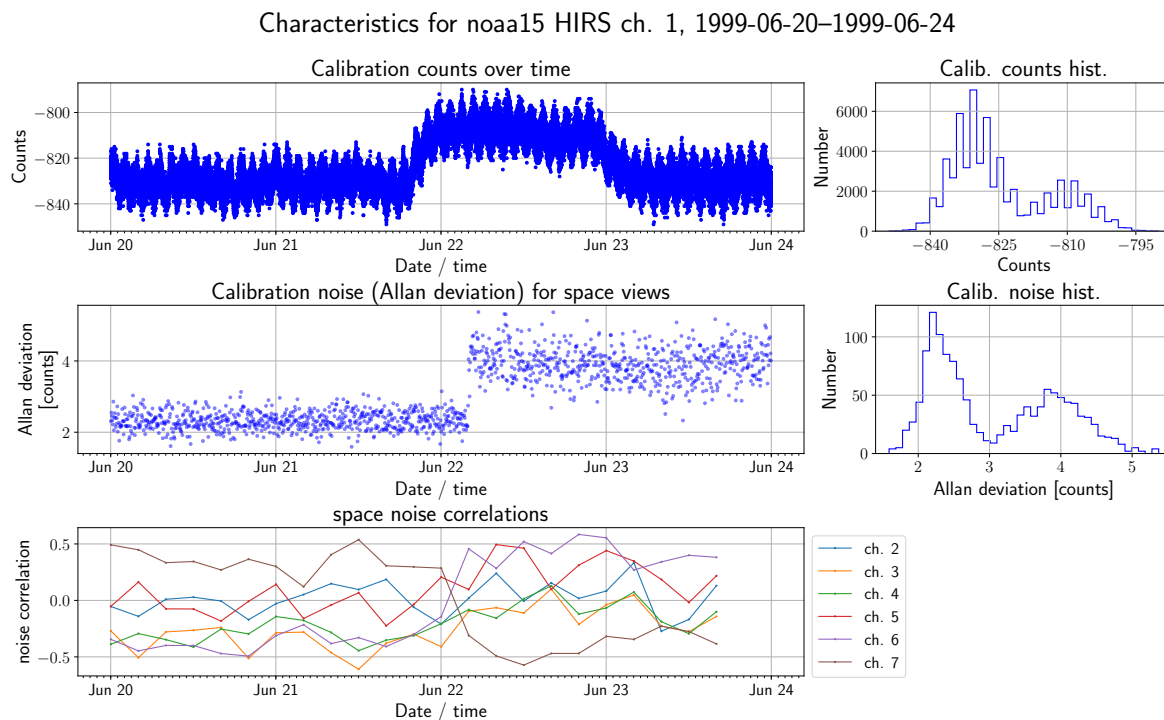 Characteristics for noaa15 HIRS ch. 1, 1999-06-20–1999-06-24
Calibration counts over time
Counts
−800
−820
−840
Jun 20 Jun 21 Jun 22 Jun 23 Jun 24
Date / time
Calib. counts hist.
Number
6000
4000
2000
0
−840 −825 −810 −795
Counts
Calibration noise (Allan deviation) for space views
Allan deviation
[counts]
4
2
Jun 20 Jun 21 Jun 22 Jun 23 Jun 24
Date / time
Calib. noise hist.
Number
100
50
0
2 3 4 5
Allan deviation [counts]
space noise correlations
noise correlation
0.5
0.0
−0.5
Jun 20 Jun 21 Jun 22 Jun 23 Jun 24
Date / time
ch. 2
ch. 3
ch. 4
ch. 5
ch. 6
ch. 7